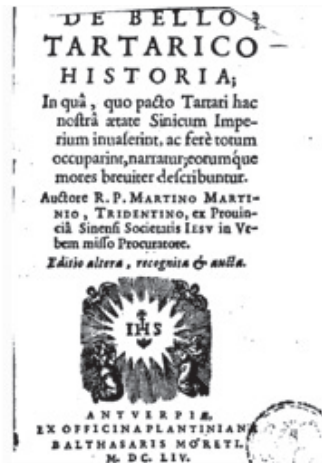 DE BELLO
TARTARICO
HISTORIA;
In quâ, quo pacto Tartari hac
nostrâ ætate Sinicum Impe-
rium inuaserint, ac ferè totum
occuparint, narratur; eorumque
mores breuiter describuntur.
Auctore R. P. MARTINO MARTI-
NIO, TRIDENTINO, ex Prouin-
ciâ Sinensi Societatis IESV in Vr-
bem misso Procuratore.
Editio altera, recognita & aucta.
IHS
ANTVERPIÆ,
EX OFFICINA PLANTINIANA
BALTHASARIS MORETI.
M. DC. LIV.